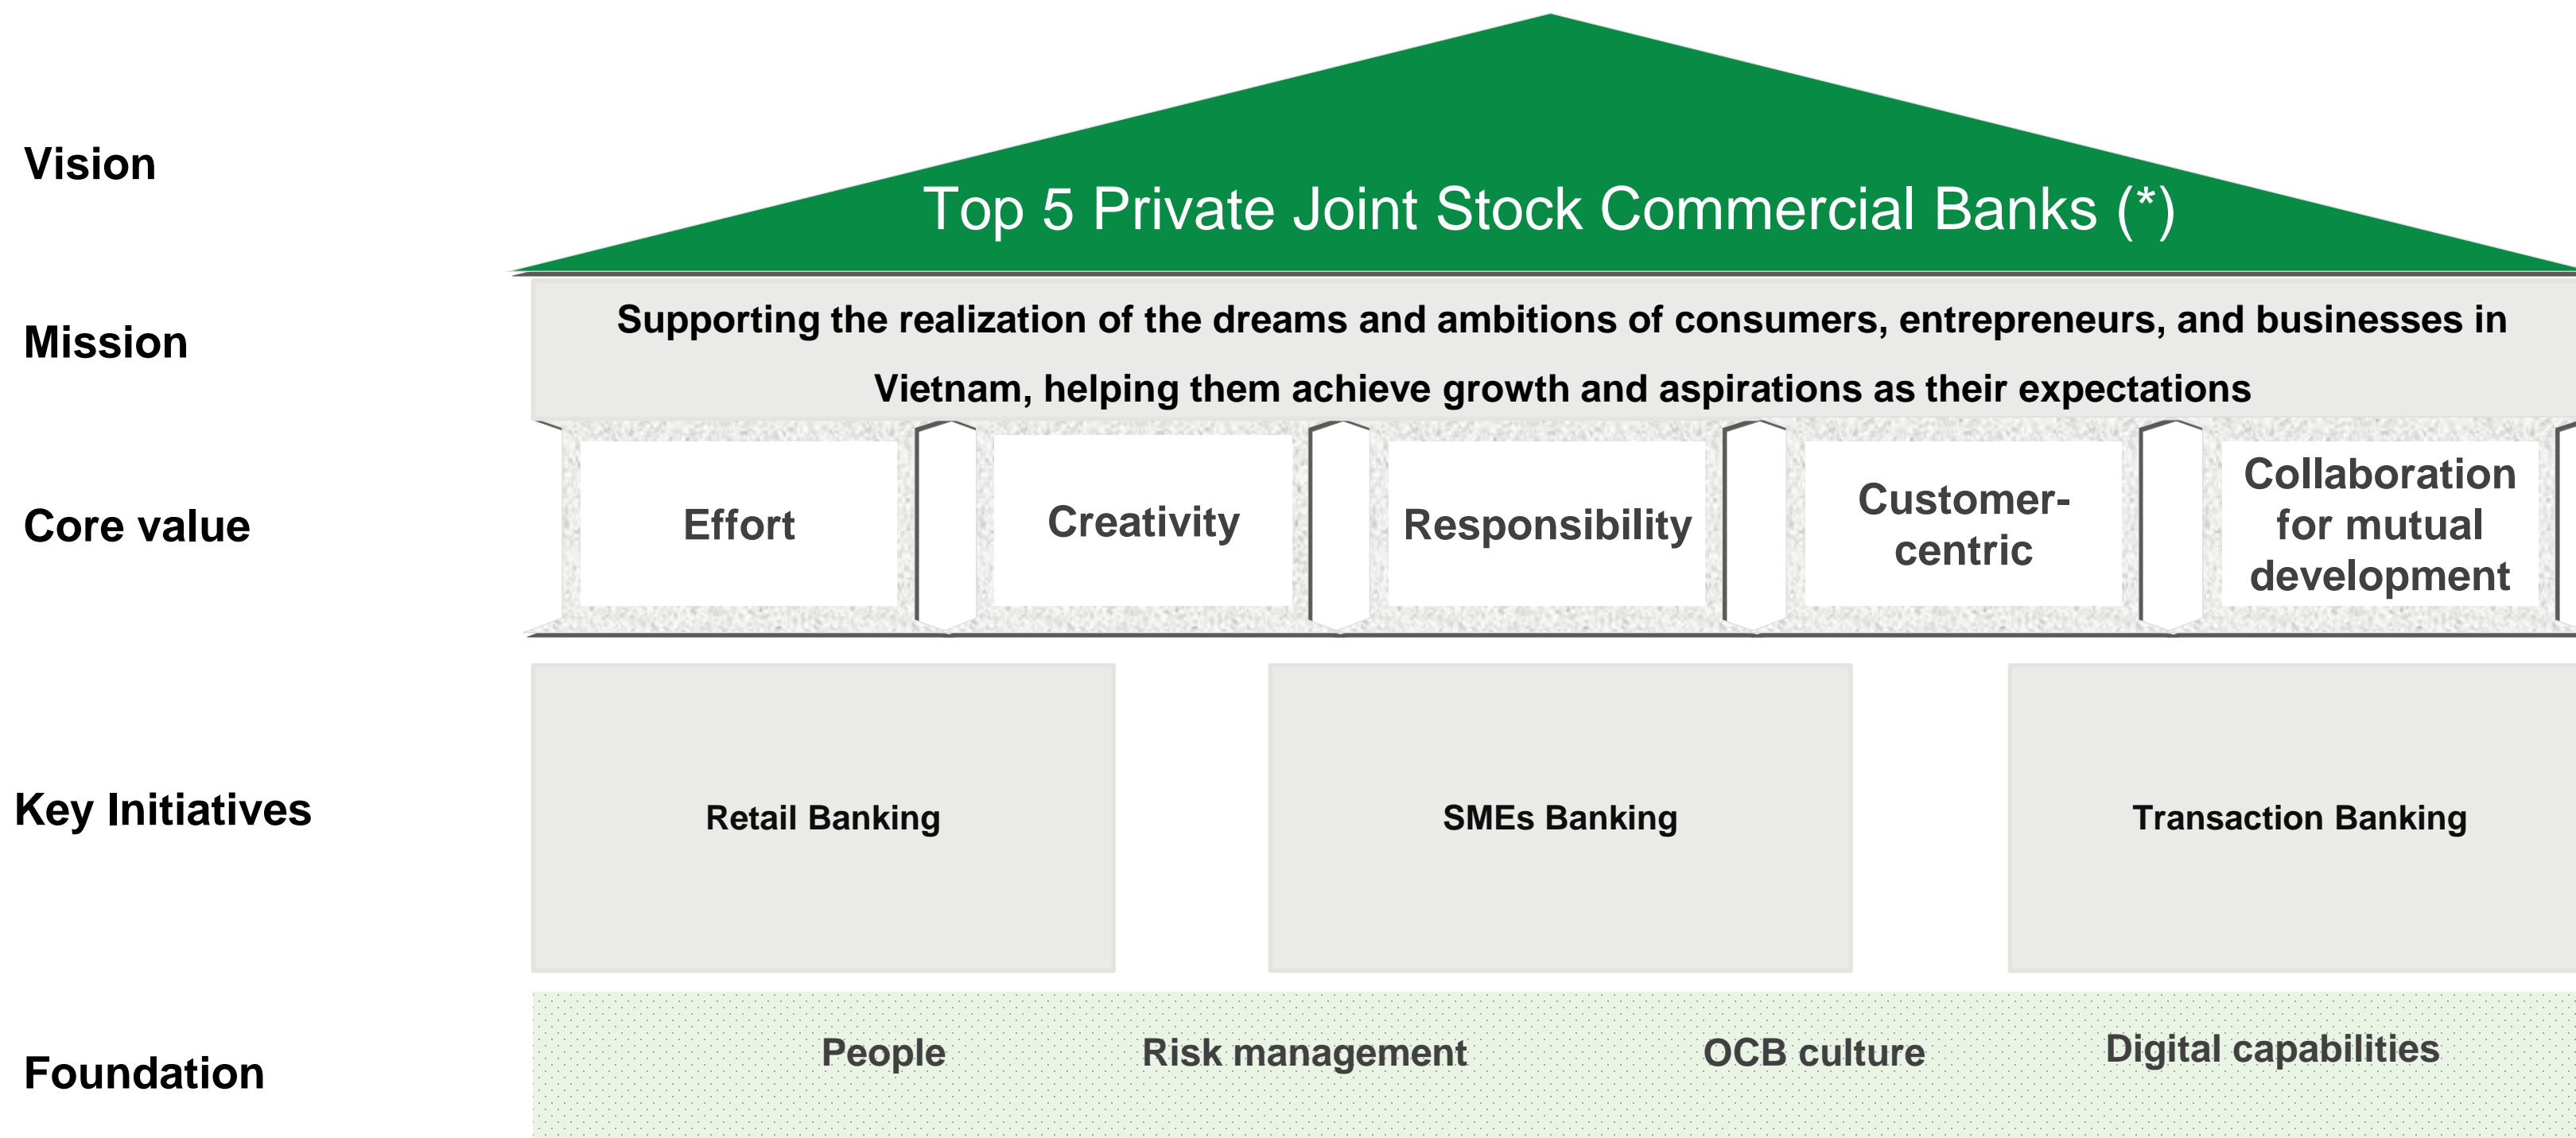 Vision
Top 5 Private Joint Stock Commercial Banks (*)
Mission
Supporting the realization of the dreams and ambitions of consumers, entrepreneurs, and businesses in
Vietnam, helping them achieve growth and aspirations as their expectations
Core value
Effort
Creativity
Responsibility
Customer-
centric
Collaboration
for mutual
development
Key Initiatives
Retail Banking
SMEs Banking
Transaction Banking
Foundation
People
Risk management
OCB culture
Digital capabilities